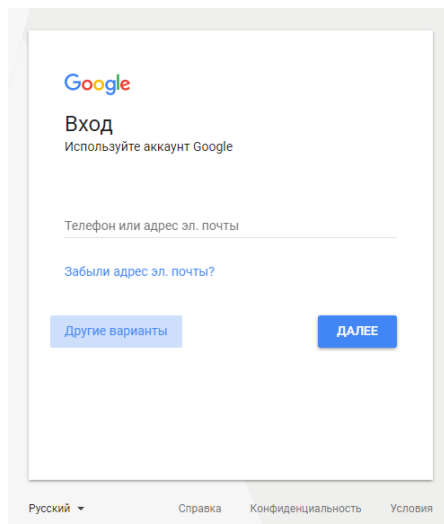 Google
Вход
Используйте аккаунт Google
Телефон или адрес эл. почты
Забыли адрес эл. почты?
Другие варианты
ДАЛЕЕ
Русский
Справка
Конфиденциальность
Условия